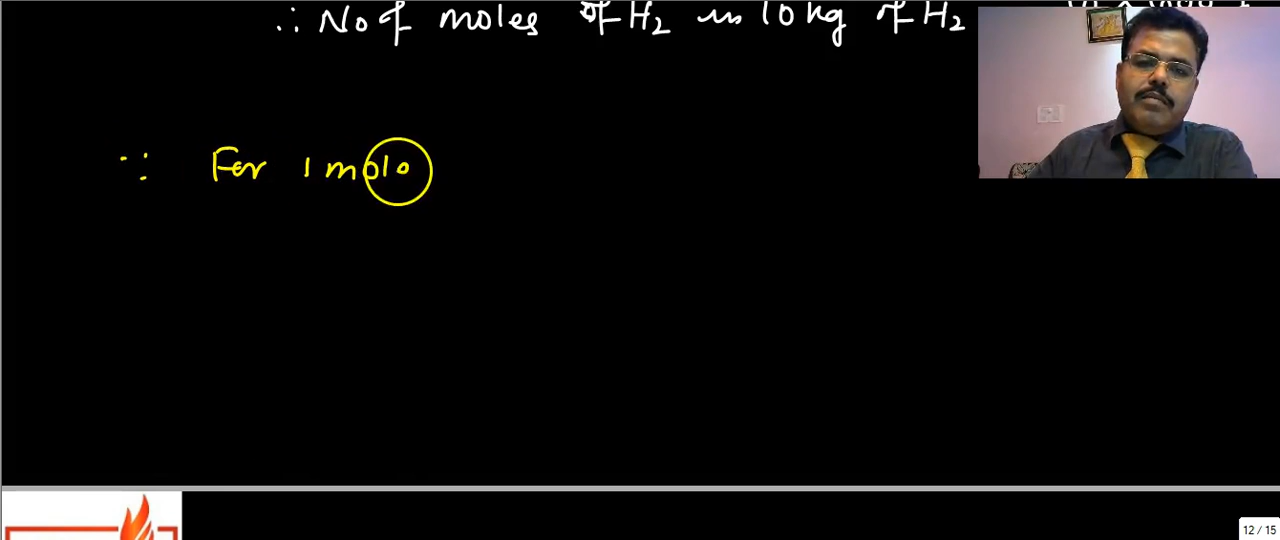 ∴ No of moles of H₂ in 10 kg of H₂
∵ For 1 mole
12 / 15